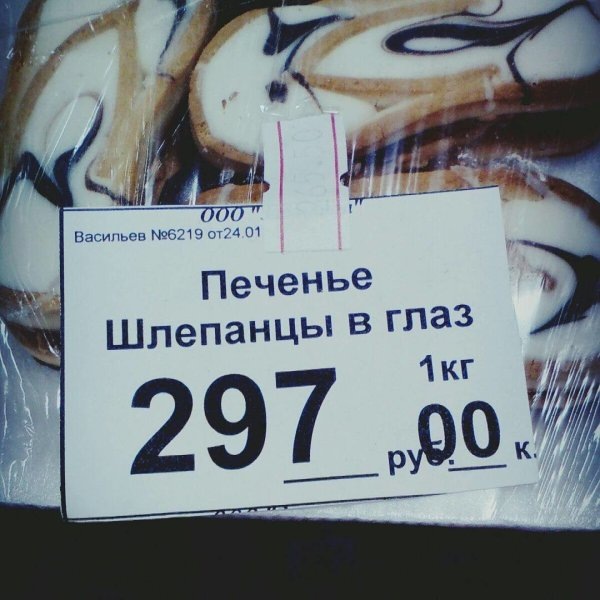 ООО "
Васильев №6219 от24.01
Печенье
Шлепанцы в глаз
1кг
297 руб. 00 к.